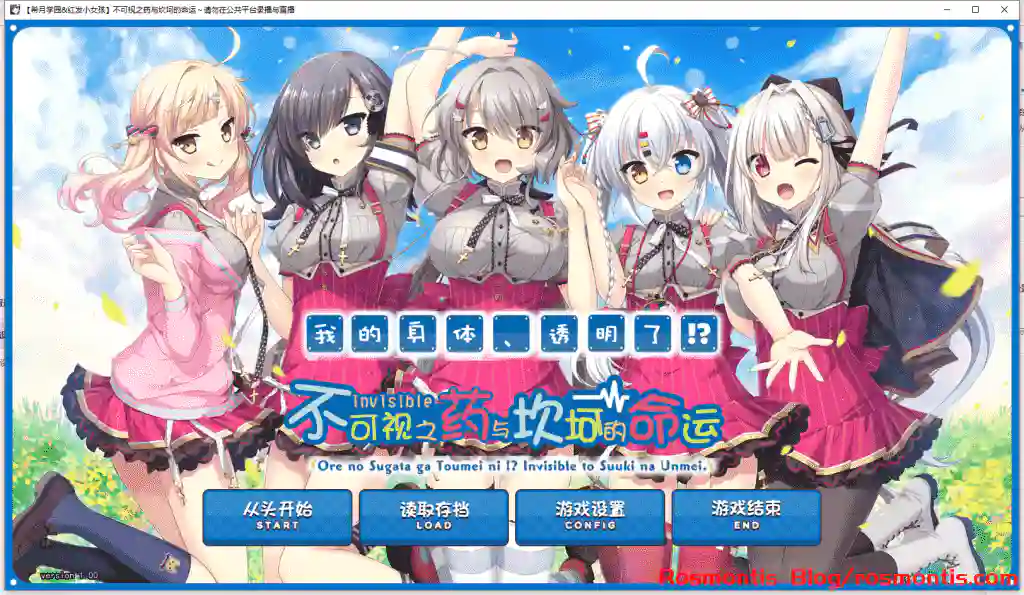 【希月学园&红发小女孩】不可视之药与坎坷的命运～请勿在公共平台录播与直播
我的身体、透明了!?
Invisible
不可视之药与坎坷的命运
Ore no Sugata ga Toumei ni !? Invisible to Suuki na Unmei.
从头开始 读取存档 游戏设置 游戏结束
START LOAD CONFIG END
version 1.00
Rosmontis Blog/rosmontis.com